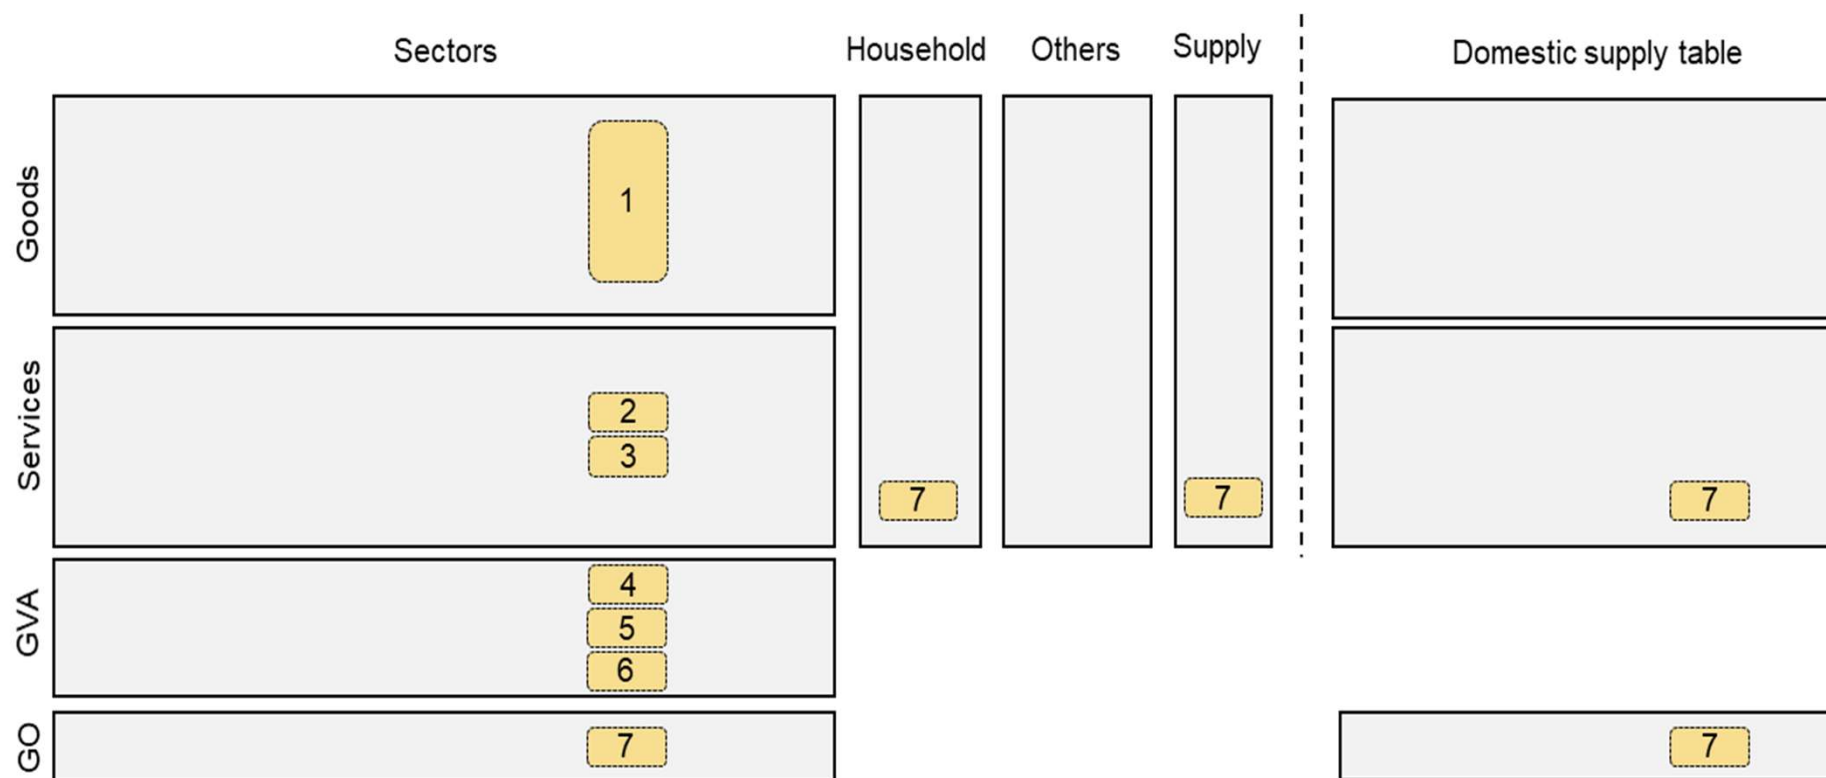 Sectors
Household
Others
Supply
Domestic supply table
Goods
1
Services
2
3
7
7
7
GVA
4
5
6
GO
7
7